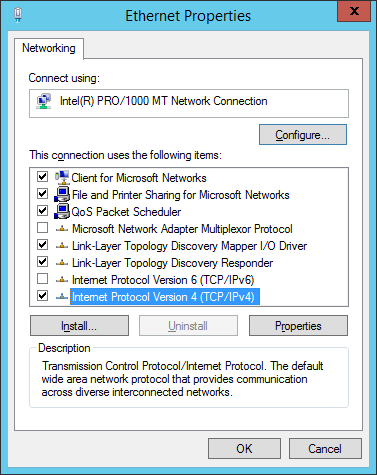 Ethernet Properties
x
Networking
Connect using:
Intel(R) PRO/1000 MT Network Connection
Configure...
This connection uses the following items:
Client for Microsoft Networks
File and Printer Sharing for Microsoft Networks
QoS Packet Scheduler
Microsoft Network Adapter Multiplexor Protocol
Link-Layer Topology Discovery Mapper I/O Driver
Link-Layer Topology Discovery Responder
Internet Protocol Version 6 (TCP/IPv6)
Internet Protocol Version 4 (TCP/IPv4)
Install... Uninstall Properties
Description
Transmission Control Protocol/Internet Protocol. The default
wide area network protocol that provides communication
across diverse interconnected networks.
OK Cancel